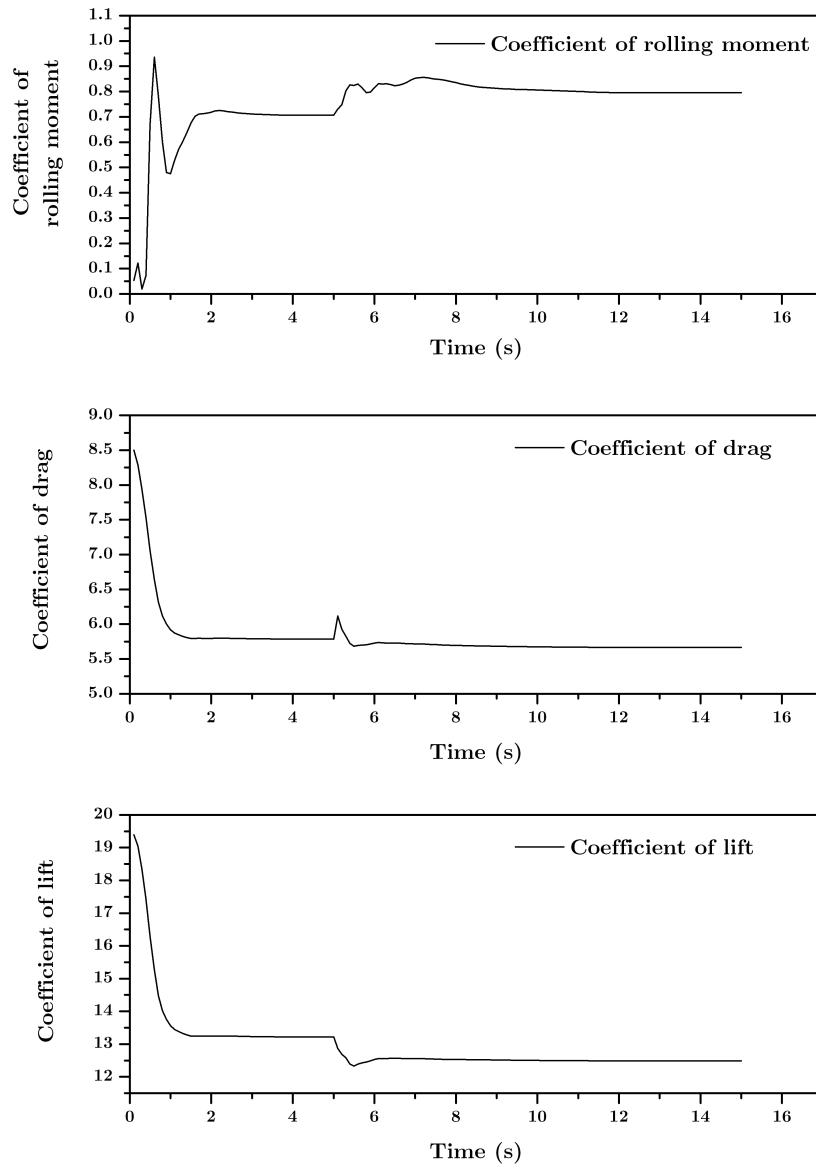 1.1
1.0
0.9
0.8
0.7
0.6
0.5
0.4
0.3
0.2
0.1
0.0
Coefficient of
rolling moment
Coefficient of rolling moment
0 2 4 6 8 10 12 14 16
Time (s)
9.0
8.5
8.0
7.5
7.0
6.5
6.0
5.5
5.0
Coefficient of drag
Coefficient of drag
0 2 4 6 8 10 12 14 16
Time (s)
20
19
18
17
16
15
14
13
12
Coefficient of lift
Coefficient of lift
0 2 4 6 8 10 12 14 16
Time (s)